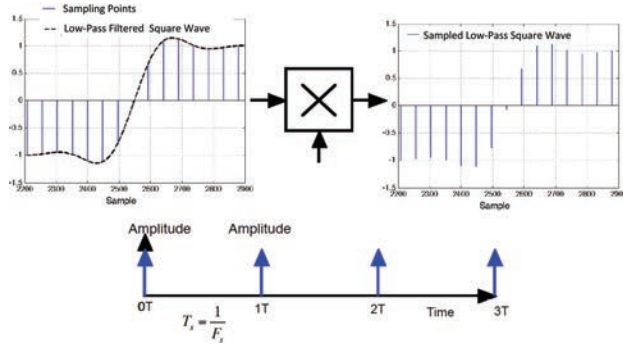 Sampling Points
Low-Pass Filtered Square Wave
1.5
1
0.5
0
-0.5
-1
-1.5
2200 2300 2400 2500 2600 2700 2800 2900
Sample
Sampled Low-Pass Square Wave
1.5
1
0.5
0
-0.5
-1
-1.5
2200 2300 2400 2500 2600 2700 2800 2900
Sample
Amplitude Amplitude
0T 1T 2T Time 3T
T_s = 1/F_s